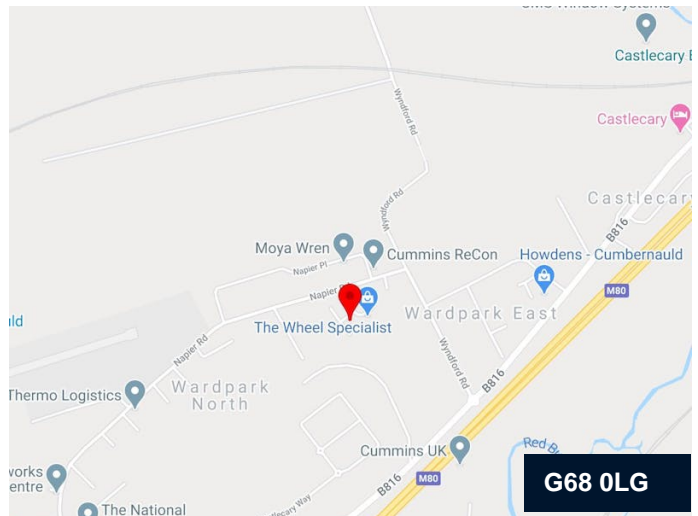 Castlecary
Castlecary
Wyndford Rd
Wyndford Rd
B816
Moya Wren
Cummins ReCon
Howdens - Cumbernauld
Napier Pl
M80
Napier Rd
The Wheel Specialist
Wardpark East
Napier Rd
Wyndford Rd
B816
Thermo Logistics
Wardpark
North
Cummins UK
M80
G68 0LG
B816
The National